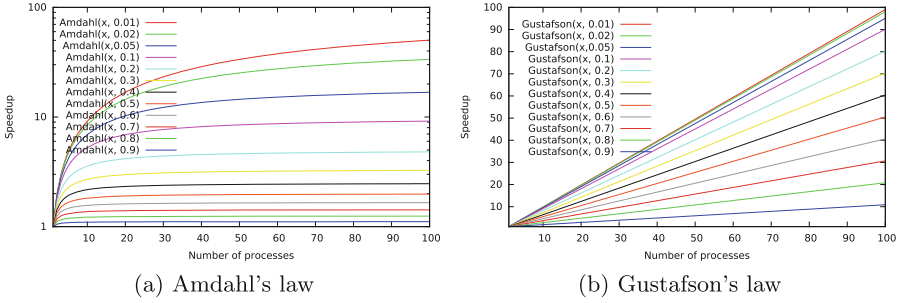 100
10
1
Speedup
Amdahl(x, 0.01)
Amdahl(x, 0.02)
Amdahl(x,0.05)
Amdahl(x, 0.1)
Amdahl(x, 0.2)
Amdahl(x, 0.3)
Amdahl(x, 0.4)
Amdahl(x, 0.5)
Amdahl(x, 0.6)
Amdahl(x, 0.7)
Amdahl(x, 0.8)
Amdahl(x, 0.9)
10 20 30 40 50 60 70 80 90 100
Number of processes
(a) Amdahl's law
100
90
80
70
60
50
40
30
20
10
Speedup
Gustafson(x, 0.01)
Gustafson(x, 0.02)
Gustafson(x,0.05)
Gustafson(x, 0.1)
Gustafson(x, 0.2)
Gustafson(x, 0.3)
Gustafson(x, 0.4)
Gustafson(x, 0.5)
Gustafson(x, 0.6)
Gustafson(x, 0.7)
Gustafson(x, 0.8)
Gustafson(x, 0.9)
10 20 30 40 50 60 70 80 90 100
Number of processes
(b) Gustafson's law